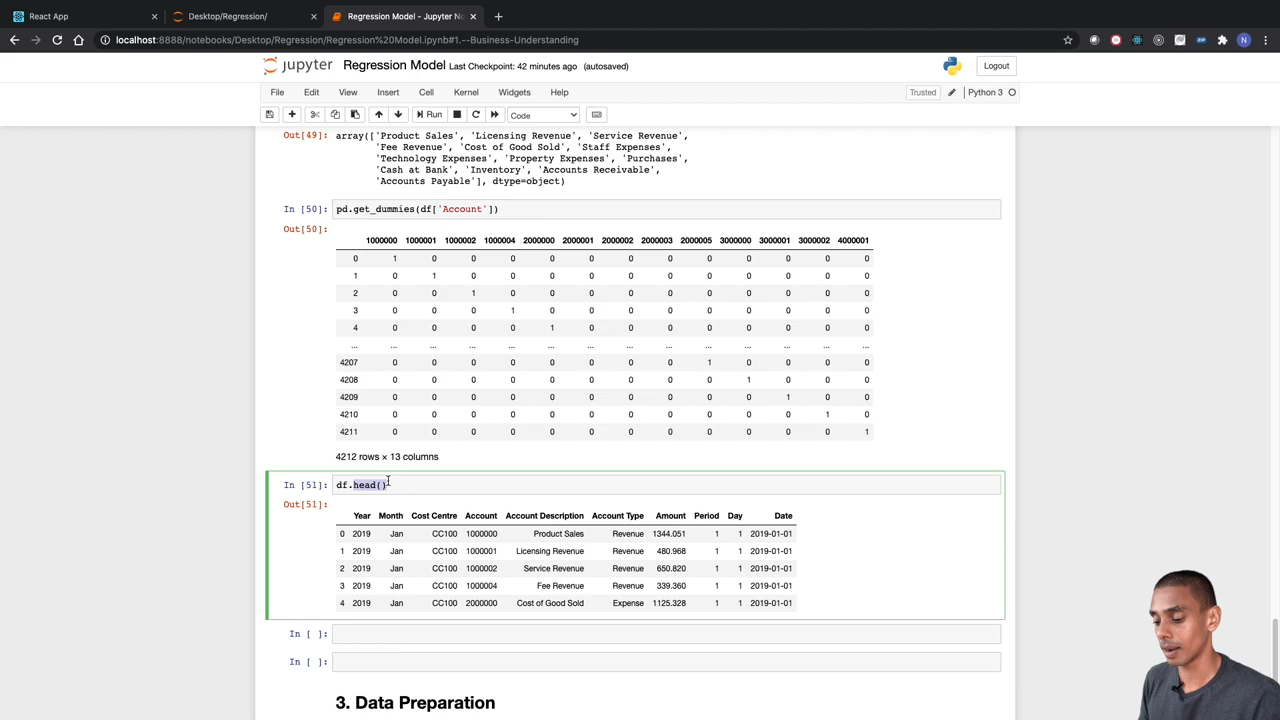 React App
Desktop/Regression/
Regression Model - Jupyter No
localhost:8888/notebooks/Desktop/Regression/Regression%20Model.ipynb#1.--Business-Understanding
N
jupyter Regression Model Last Checkpoint: 42 minutes ago (autosaved)
Logout
File Edit View Insert Cell Kernel Widgets Help
Trusted Python 3
Run Code
Out[49]: array(['Product Sales', 'Licensing Revenue', 'Service Revenue',
'Fee Revenue', 'Cost of Good Sold', 'Staff Expenses',
'Technology Expenses', 'Property Expenses', 'Purchases',
'Cash at Bank', 'Inventory', 'Accounts Receivable',
'Accounts Payable'], dtype=object)
In [50]: pd.get_dummies(df['Account'])
Out[50]:
1000000 1000001 1000002 1000004 2000000 2000001 2000002 2000003 2000005 3000000 3000001 3000002 4000001
0 1 0 0 0 0 0 0 0 0 0 0 0 0
1 0 1 0 0 0 0 0 0 0 0 0 0 0
2 0 0 1 0 0 0 0 0 0 0 0 0 0
3 0 0 0 1 0 0 0 0 0 0 0 0 0
4 0 0 0 0 1 0 0 0 0 0 0 0 0
... ... ... ... ... ... ... ... ... ... ... ... ... ...
4207 0 0 0 0 0 0 0 0 1 0 0 0 0
4208 0 0 0 0 0 0 0 0 0 1 0 0 0
4209 0 0 0 0 0 0 0 0 0 0 1 0 0
4210 0 0 0 0 0 0 0 0 0 0 0 1 0
4211 0 0 0 0 0 0 0 0 0 0 0 0 1
4212 rows × 13 columns
In [51]: df.head()
Out[51]:
Year Month Cost Centre Account Account Description Account Type Amount Period Day Date
0 2019 Jan CC100 1000000 Product Sales Revenue 1344.051 1 1 2019-01-01
1 2019 Jan CC100 1000001 Licensing Revenue Revenue 480.968 1 1 2019-01-01
2 2019 Jan CC100 1000002 Service Revenue Revenue 650.820 1 1 2019-01-01
3 2019 Jan CC100 1000004 Fee Revenue Revenue 339.360 1 1 2019-01-01
4 2019 Jan CC100 2000000 Cost of Good Sold Expense 1125.328 1 1 2019-01-01
In [ ]:
In [ ]:
3. Data Preparation